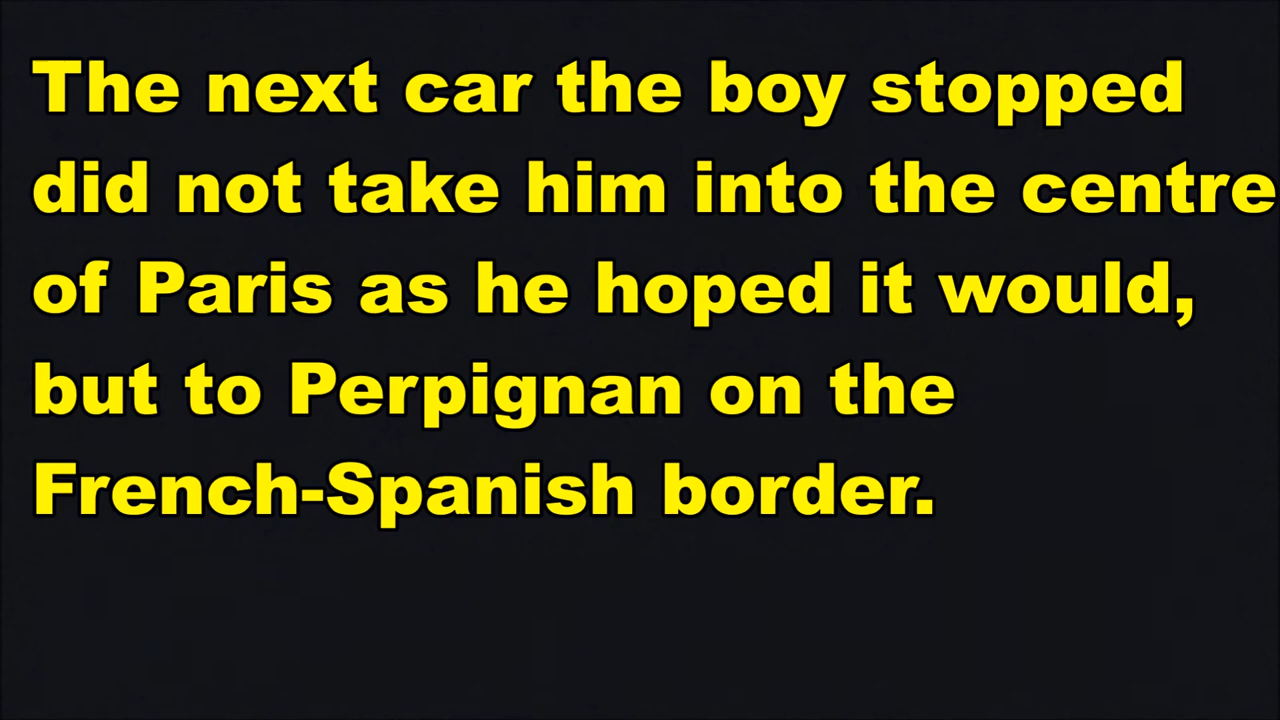 The next car the boy stopped
did not take him into the centre
of Paris as he hoped it would,
but to Perpignan on the
French-Spanish border.